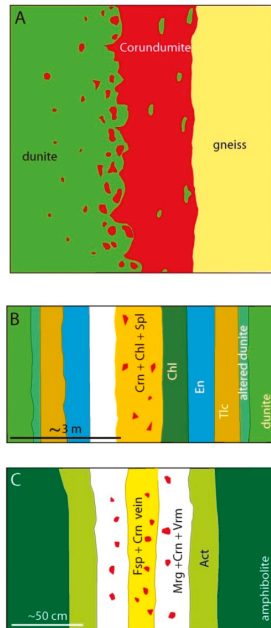 A
Corundumite
dunite
gneiss
B
Crn + Chl + Spl
Chl
En
Tlc
altered dunite
dunite
~3 m
C
Fsp + Crn vein
Mrg +Crn + Vrm
Act
amphibolite
~50 cm